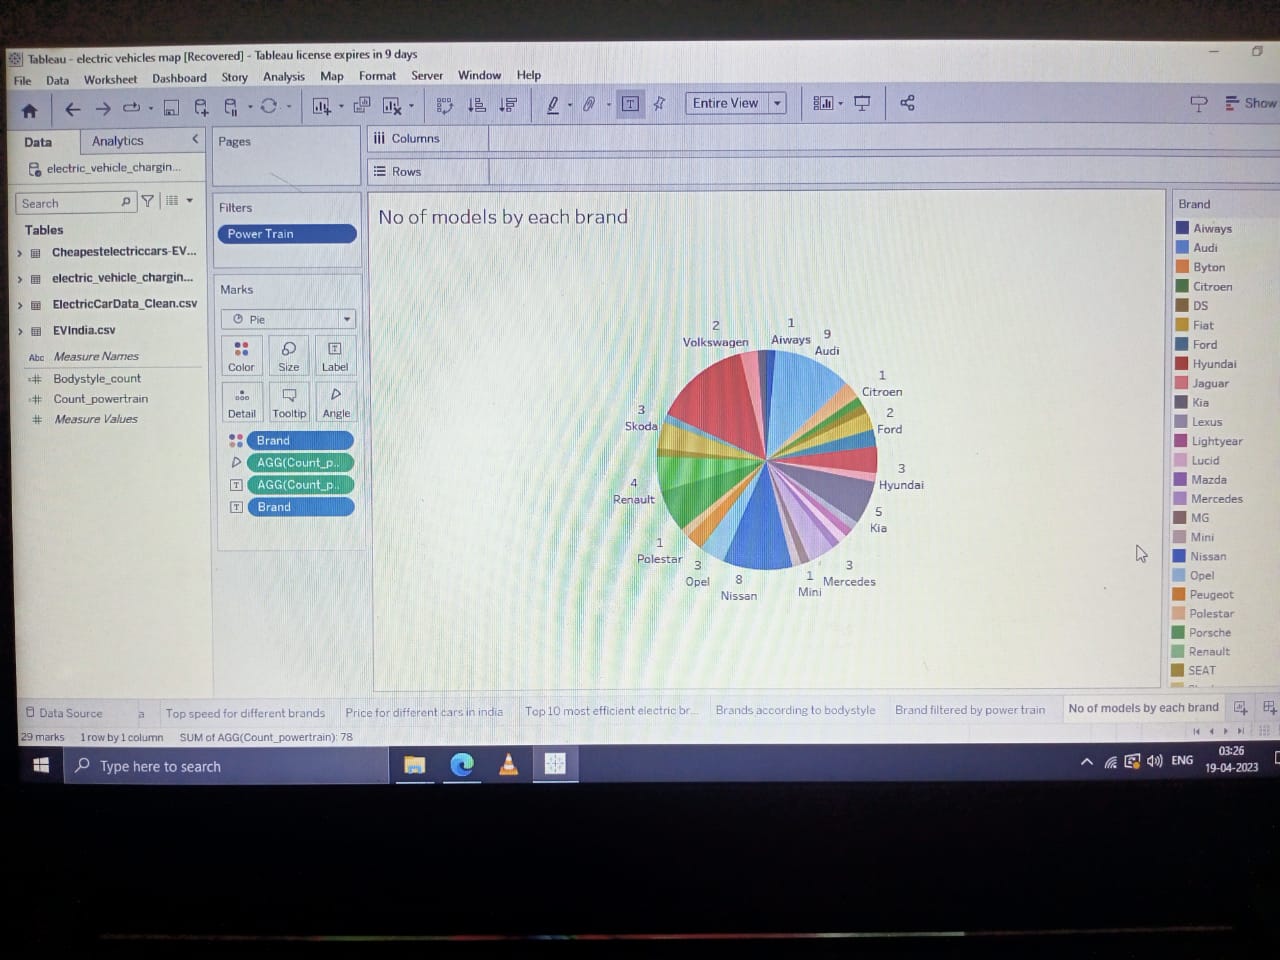 Tableau - electric vehicles map [Recovered] - Tableau license expires in 9 days
File Data Worksheet Dashboard Story Analysis Map Format Server Window Help
Entire View
Show
Data Analytics
electric_vehicle_chargin...
Search
Tables
Cheapestelectriccars-EV...
electric_vehicle_chargin...
ElectricCarData_Clean.csv
EVIndia.csv
Abc Measure Names
Bodystyle_count
Count_powertrain
Measure Values
Pages
Filters
Power Train
Marks
Pie
Color Size Label
Detail Tooltip Angle
Brand
AGG(Count_p..
AGG(Count_p..
Brand
Columns
Rows
No of models by each brand
1
Aiways
9
Audi
1
Citroen
2
Ford
3
Hyundai
5
Kia
3
Mercedes
1
Mini
8
Nissan
3
Opel
1
Polestar
4
Renault
3
Skoda
2
Volkswagen
Brand
Aiways
Audi
Byton
Citroen
DS
Fiat
Ford
Hyundai
Jaguar
Kia
Lexus
Lightyear
Lucid
Mazda
Mercedes
MG
Mini
Nissan
Opel
Peugeot
Polestar
Porsche
Renault
SEAT
Data Source a Top speed for different brands Price for different cars in india Top 10 most efficient electric br... Brands according to bodystyle Brand filtered by power train No of models by each brand
29 marks 1 row by 1 column SUM of AGG(Count_powertrain): 78
Type here to search
ENG
03:26
19-04-2023